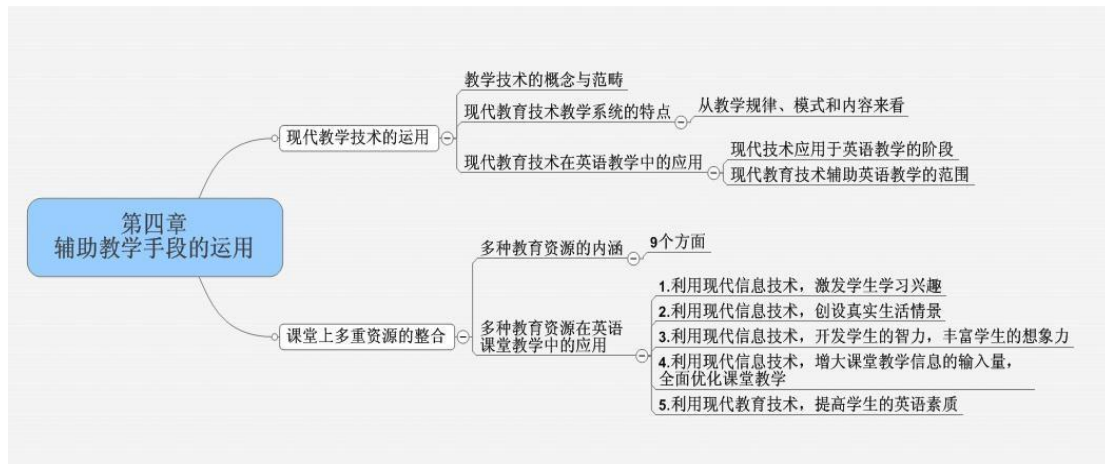 第四章
辅助教学手段的运用
现代教学技术的运用
教学技术的概念与范畴
现代教育技术教学系统的特点
从教学规律、模式和内容来看
现代教育技术在英语教学中的应用
现代技术应用于英语教学的阶段
现代教育技术辅助英语教学的范围
课堂上多重资源的整合
多种教育资源的内涵
9个方面
多种教育资源在英语
课堂教学中的应用
1.利用现代信息技术，激发学生学习兴趣
2.利用现代信息技术，创设真实生活情景
3.利用现代信息技术，开发学生的智力，丰富学生的想象力
4.利用现代信息技术，增大课堂教学信息的输入量，
全面优化课堂教学
5.利用现代教育技术，提高学生的英语素质